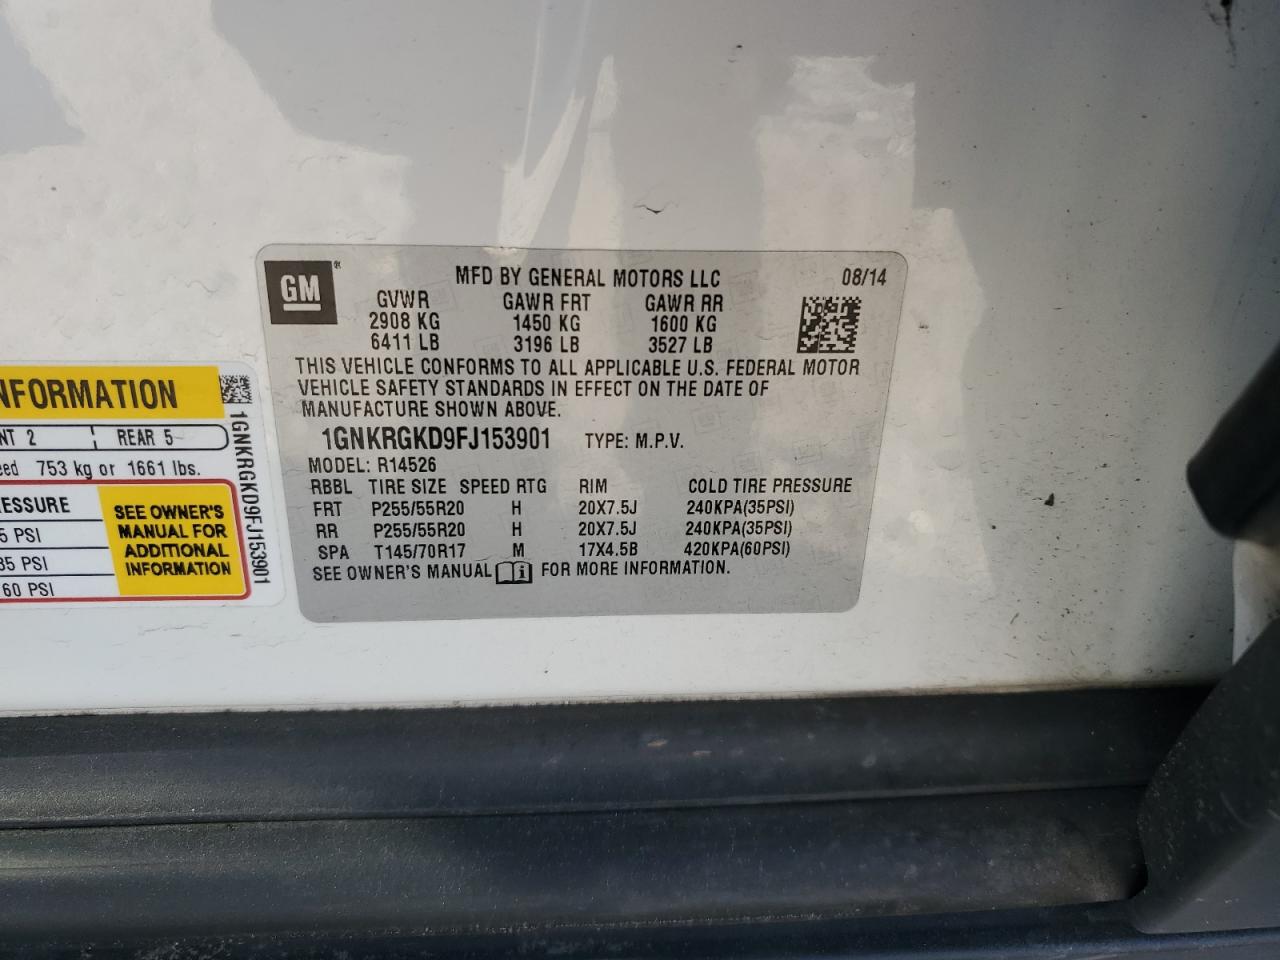 GM®
MFD BY GENERAL MOTORS LLC 08/14
GVWR GAWR FRT GAWR RR
2908 KG 1450 KG 1600 KG
6411 LB 3196 LB 3527 LB
THIS VEHICLE CONFORMS TO ALL APPLICABLE U.S. FEDERAL MOTOR
VEHICLE SAFETY STANDARDS IN EFFECT ON THE DATE OF
MANUFACTURE SHOWN ABOVE.
1GNKRGKD9FJ153901 TYPE: M.P.V.
MODEL: R14526
RBBL TIRE SIZE SPEED RTG RIM COLD TIRE PRESSURE
FRT P255/55R20 H 20X7.5J 240KPA(35PSI)
RR P255/55R20 H 20X7.5J 240KPA(35PSI)
SPA T145/70R17 M 17X4.5B 420KPA(60PSI)
SEE OWNER'S MANUAL i FOR MORE INFORMATION.
NFORMATION
NT 2 REAR 5
eed 753 kg or 1661 lbs.
RESSURE
5 PSI
35 PSI
60 PSI
SEE OWNER'S
MANUAL FOR
ADDITIONAL
INFORMATION
1GNKRGKD9FJ153901